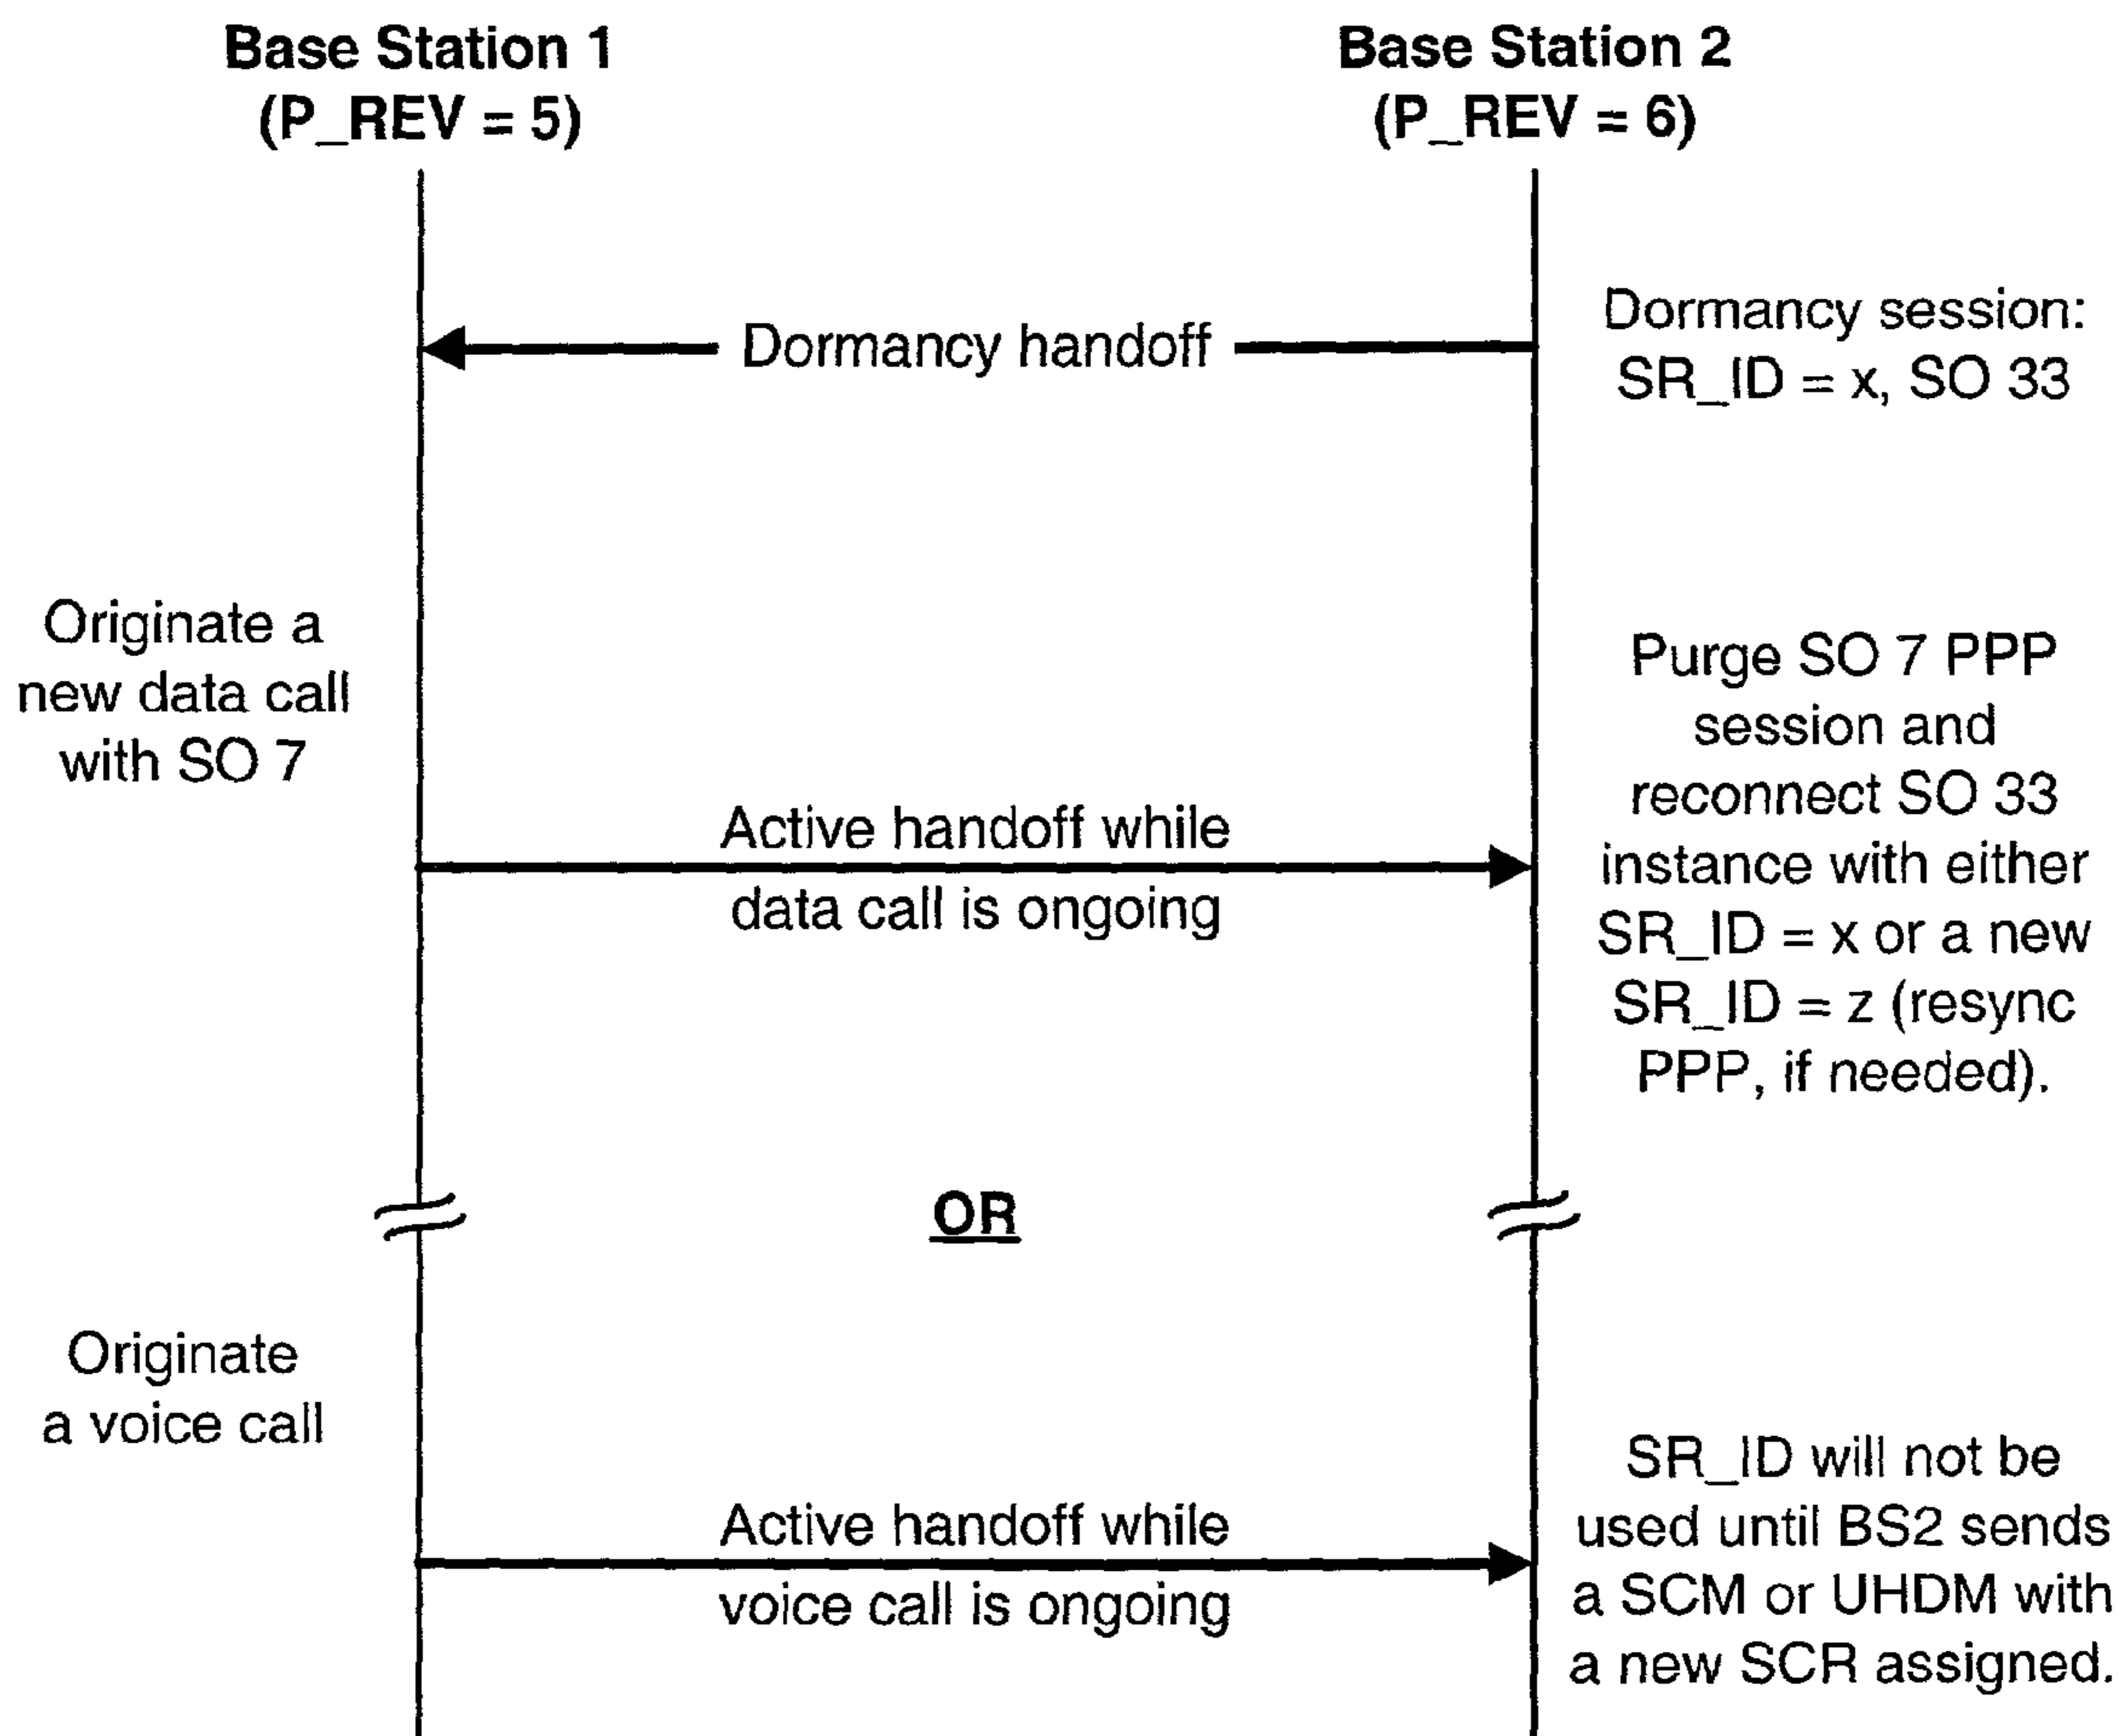 Base Station 1
(P_REV = 5)
Base Station 2
(P_REV = 6)
Dormancy handoff
Dormancy session:
SR_ID = x, SO 33
Originate a
new data call
with SO 7
Active handoff while
data call is ongoing
Purge SO 7 PPP
session and
reconnect SO 33
instance with either
SR_ID = x or a new
SR_ID = z (resync
PPP, if needed).
OR
Originate
a voice call
Active handoff while
voice call is ongoing
SR_ID will not be
used until BS2 sends
a SCM or UHDM with
a new SCR assigned.